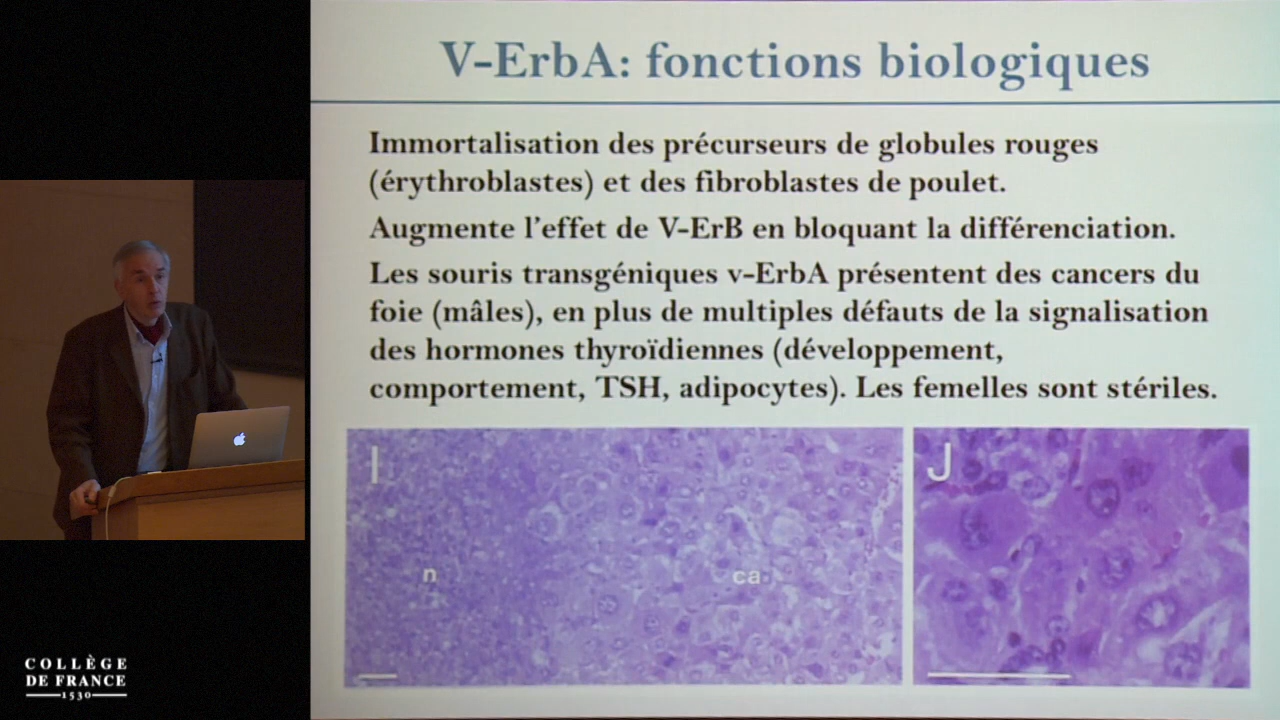 V-ErbA: fonctions biologiques
Immortalisation des précurseurs de globules rouges
(érythroblastes) et des fibroblastes de poulet.
Augmente l'effet de V-ErB en bloquant la différenciation.
Les souris transgéniques v-ErbA présentent des cancers du
foie (mâles), en plus de multiples défauts de la signalisation
des hormones thyroïdiennes (développement,
comportement, TSH, adipocytes). Les femelles sont stériles.
I
J
n
ca
COLLÈGE
DE FRANCE
1530